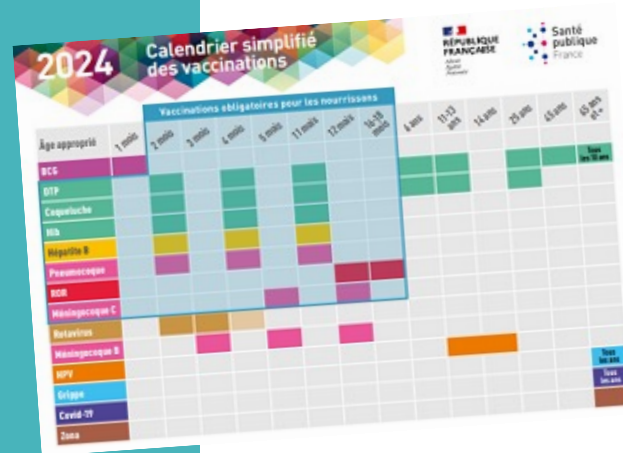 2024
Calendrier simplifié
des vaccinations
RÉPUBLIQUE
FRANÇAISE
Liberté
Égalité
Fraternité
Santé
publique
France
Vaccinations obligatoires pour les nourrissons
Âge approprié
1 mois
2 mois
3 mois
4 mois
5 mois
11 mois
12 mois
16-18
mois
6 ans
11-13
ans
14 ans
25 ans
45 ans
65 ans
et +
BCG
DTP
Tous
les 10 ans
Coqueluche
Hib
Hépatite B
Pneumocoque
ROR
Méningocoque C
Rotavirus
Méningocoque B
HPV
Grippe
Tous
les ans
Covid-19
Tous
les ans
Zona